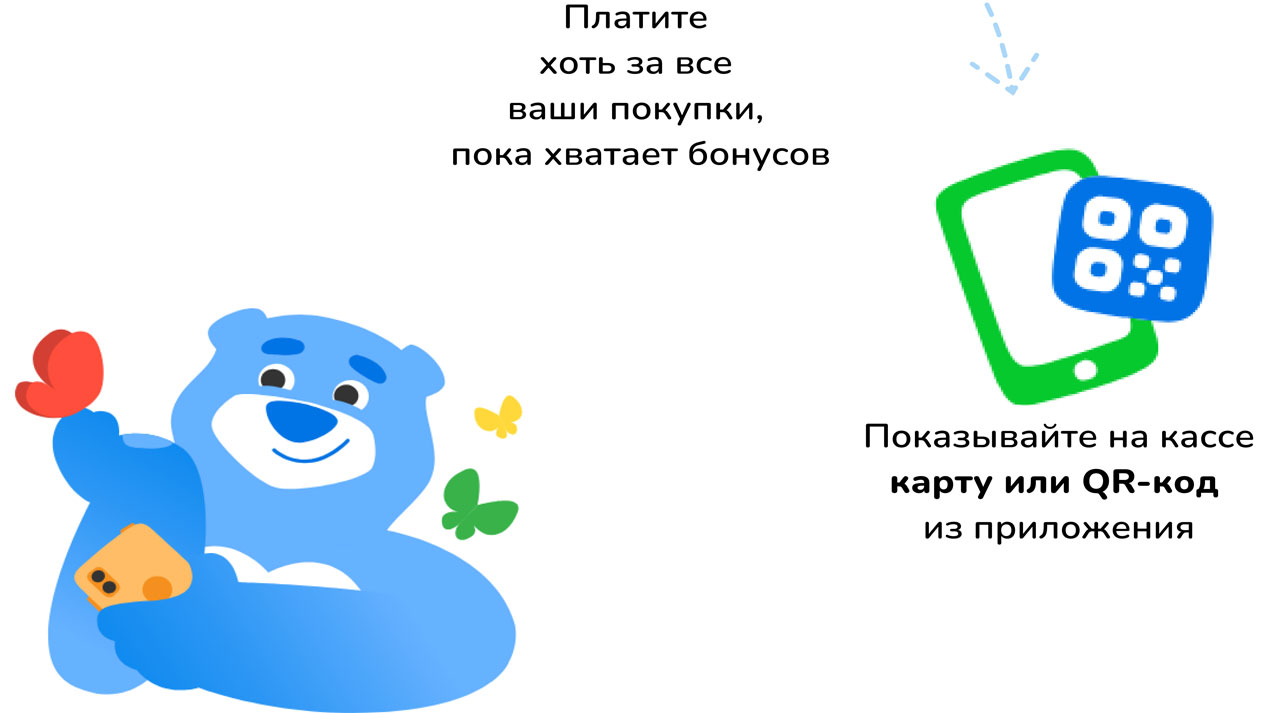 Платите
хоть за все
ваши покупки,
пока хватает бонусов
Показывайте на кассе
карту или QR-код
из приложения